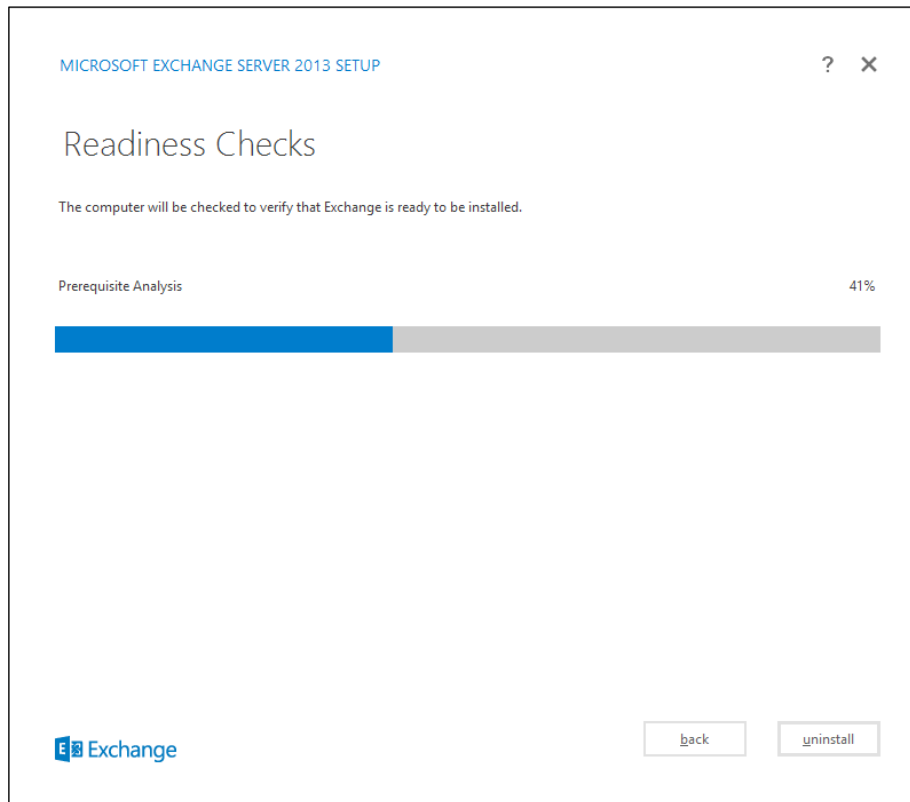 MICROSOFT EXCHANGE SERVER 2013 SETUP
? ✕
Readiness Checks
The computer will be checked to verify that Exchange is ready to be installed.
Prerequisite Analysis 41%
E Exchange
back uninstall